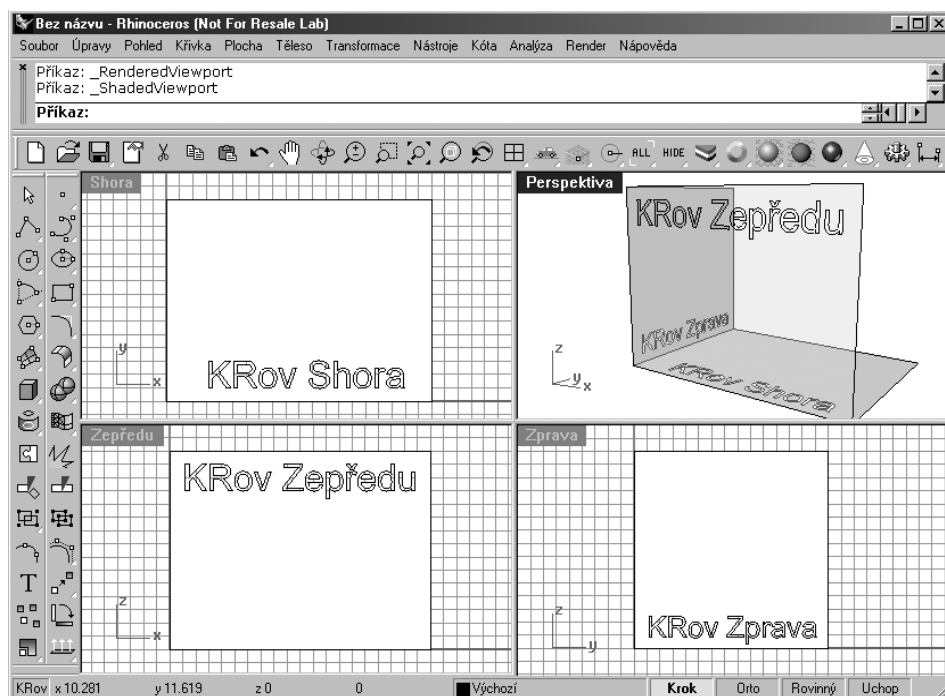 Bez názvu - Rhinoceros (Not For Resale Lab)
Soubor Úpravy Pohled Křivka Plocha Těleso Transformace Nástroje Kóta Analýza Render Nápověda
Příkaz: _RenderedViewport
Příkaz: _ShadedViewport
Příkaz:
ALL HIDE
Shora
y
x
KRov Shora
Perspektiva
KRov Zepředu
KRov Zprava
KRov Shora
z
y
x
Zepředu
KRov Zepředu
z
x
Zprava
KRov Zprava
z
y
T
KRov x 10.281 y 11.619 z 0 0 Výchozí Krok Orto Rovinný Uchop